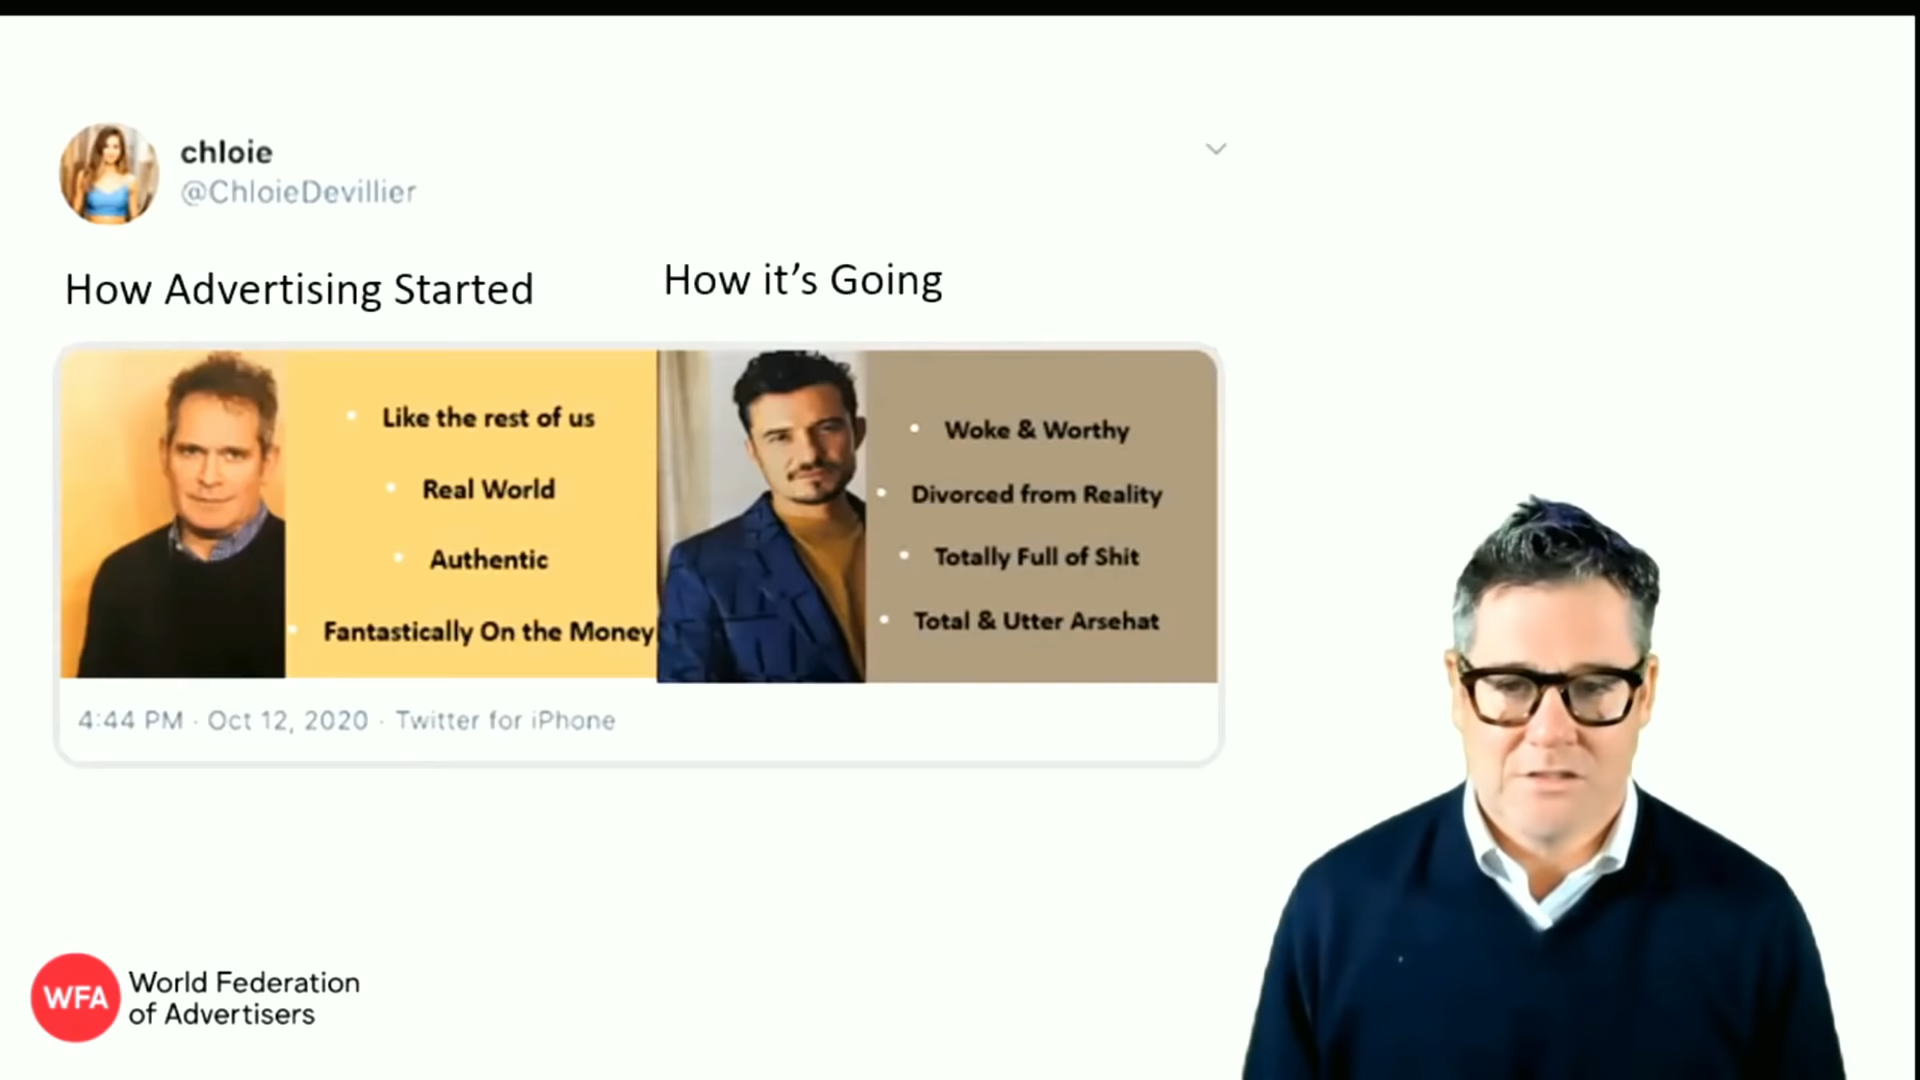 chloie
@ChloieDevillier
How Advertising Started
How it's Going
Like the rest of us
Real World
Authentic
Fantastically On the Money
Woke & Worthy
Divorced from Reality
Totally Full of Shit
Total & Utter Arsehat
4:44 PM · Oct 12, 2020 · Twitter for iPhone
WFA
World Federation
of Advertisers